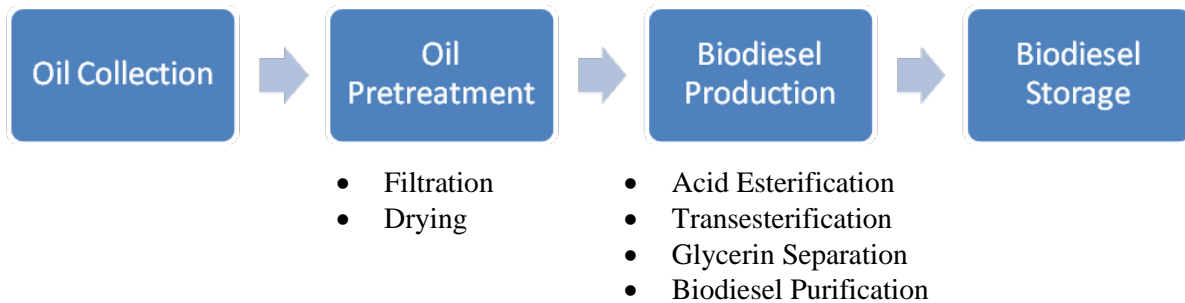 Oil Collection
Oil
Pretreatment
Biodiesel
Production
Biodiesel
Storage
• Filtration
• Drying
• Acid Esterification
• Transesterification
• Glycerin Separation
• Biodiesel Purification